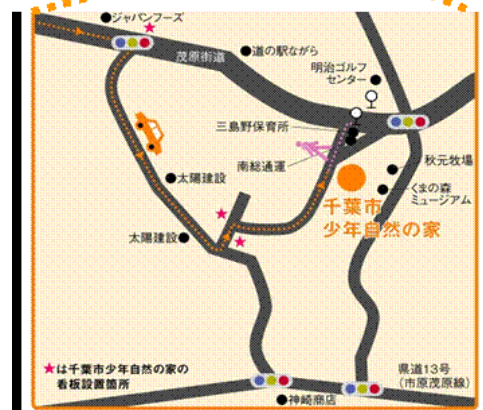 ジャパンフーズ
茂原街道
道の駅ながら
明治ゴルフ
センター
三島野保育所
南総通運
秋元牧場
くまの森
ミュージアム
太陽建設
千葉市
少年自然の家
太陽建設
★は千葉市少年自然の家の
看板設置箇所
県道13号
(市原茂原線)
神崎商店